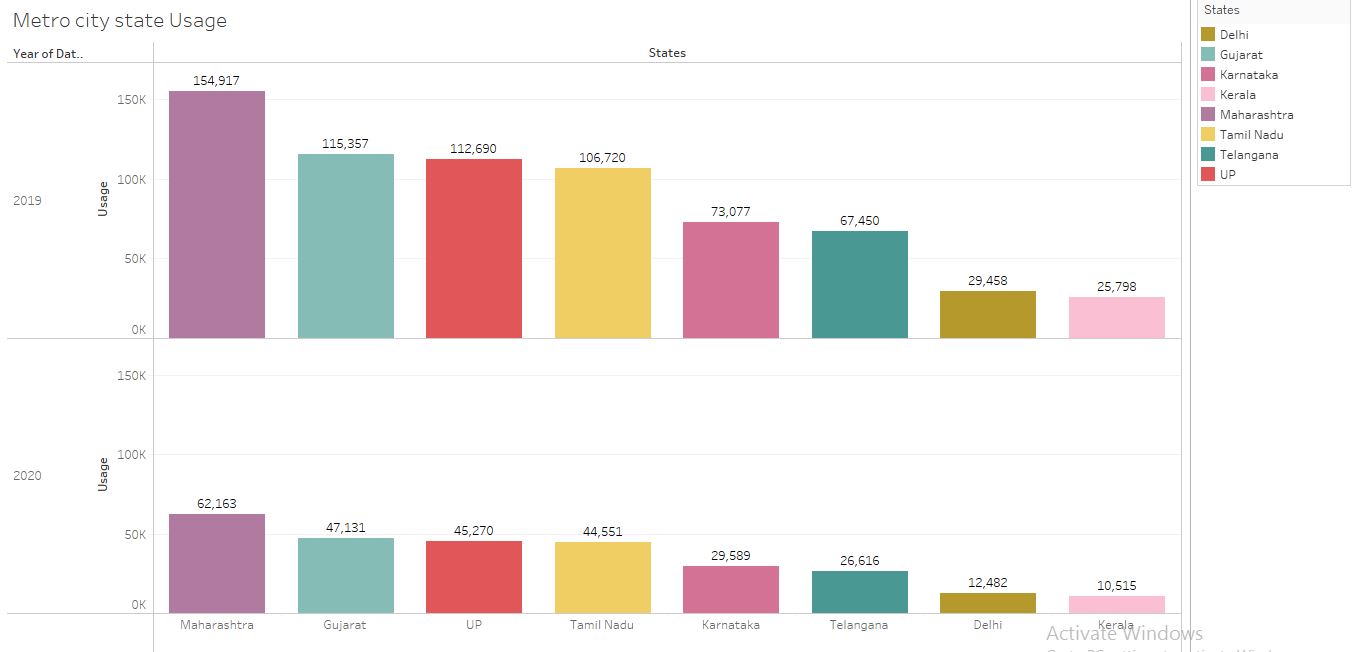 Metro city state Usage
Year of Dat..
States
2019
Usage
150K
100K
50K
0K
154,917
115,357
112,690
106,720
73,077
67,450
29,458
25,798
2020
Usage
150K
100K
50K
0K
62,163
47,131
45,270
44,551
29,589
26,616
12,482
10,515
Maharashtra
Gujarat
UP
Tamil Nadu
Karnataka
Telangana
Delhi
Kerala
States
Delhi
Gujarat
Karnataka
Kerala
Maharashtra
Tamil Nadu
Telangana
UP
Activate Windows